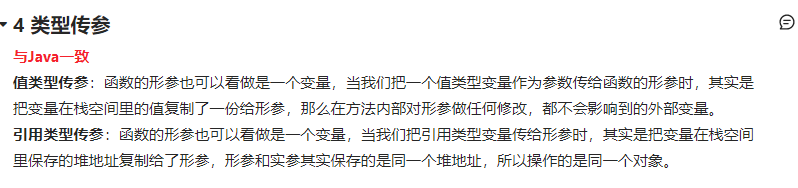 4 类型传参
与Java一致
值类型传参：函数的形参也可以看做是一个变量，当我们把一个值类型变量作为参数传给函数的形参时，其实是
把变量在栈空间里的值复制了一份给形参，那么在方法内部对形参做任何修改，都不会影响到的外部变量。
引用类型传参：函数的形参也可以看做是一个变量，当我们把引用类型变量传给形参时，其实是把变量在栈空间
里保存的堆地址复制给了形参，形参和实参其实保存的是同一个堆地址，所以操作的是同一个对象。